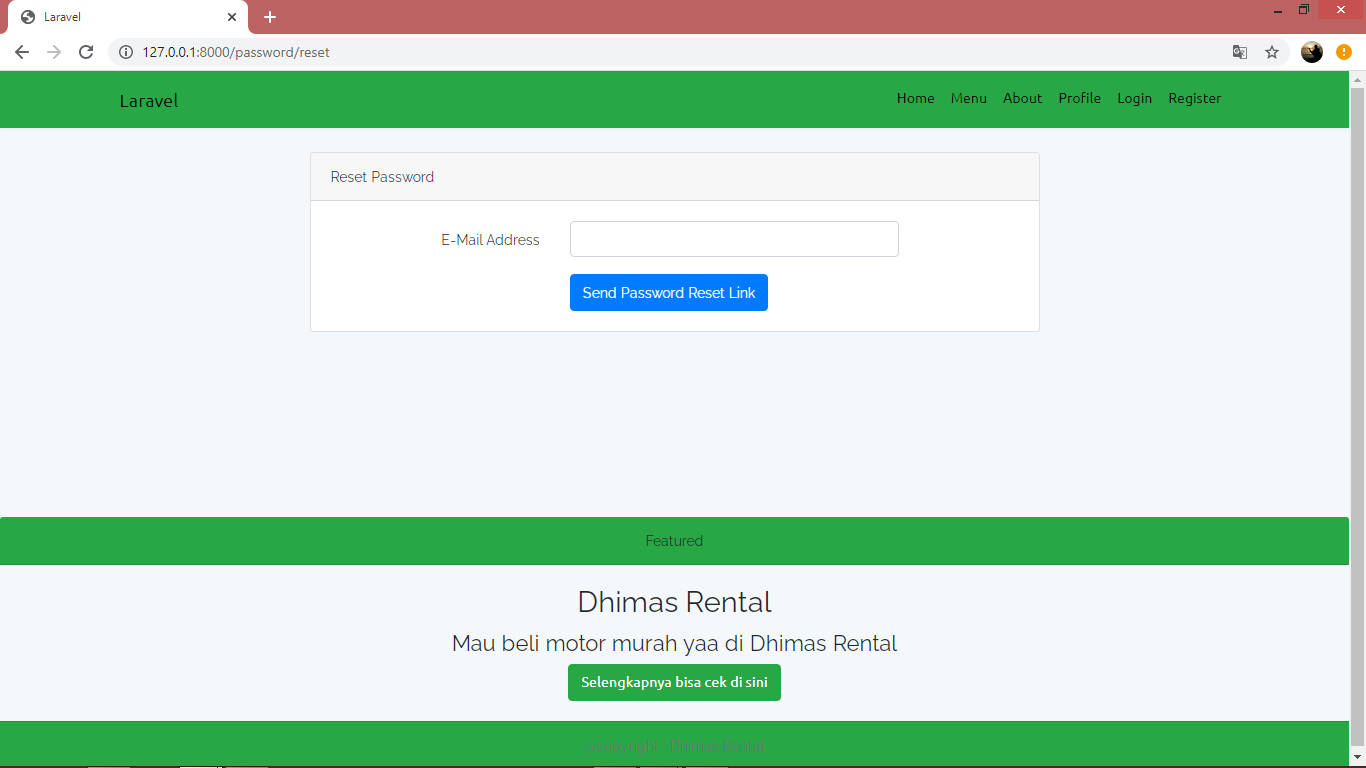 Laravel
127.0.0.1:8000/password/reset
Laravel
Home Menu About Profile Login Register
Reset Password
E-Mail Address
Send Password Reset Link
Featured
Dhimas Rental
Mau beli motor murah yaa di Dhimas Rental
Selengkapnya bisa cek di sini
Dhimas Rental